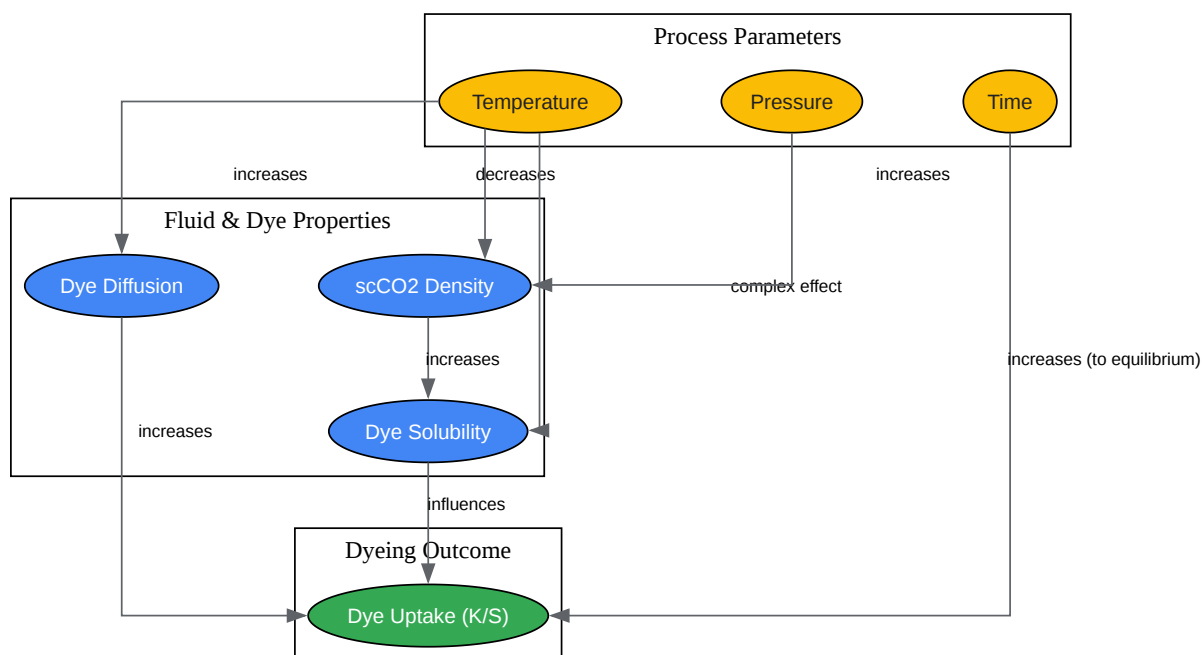 Process Parameters
Temperature
Pressure
Time
increases
decreases
increases
Fluid & Dye Properties
Dye Diffusion
scCO2 Density
complex effect
increases
increases (to equilibrium)
increases
Dye Solubility
influences
Dyeing Outcome
Dye Uptake (K/S)